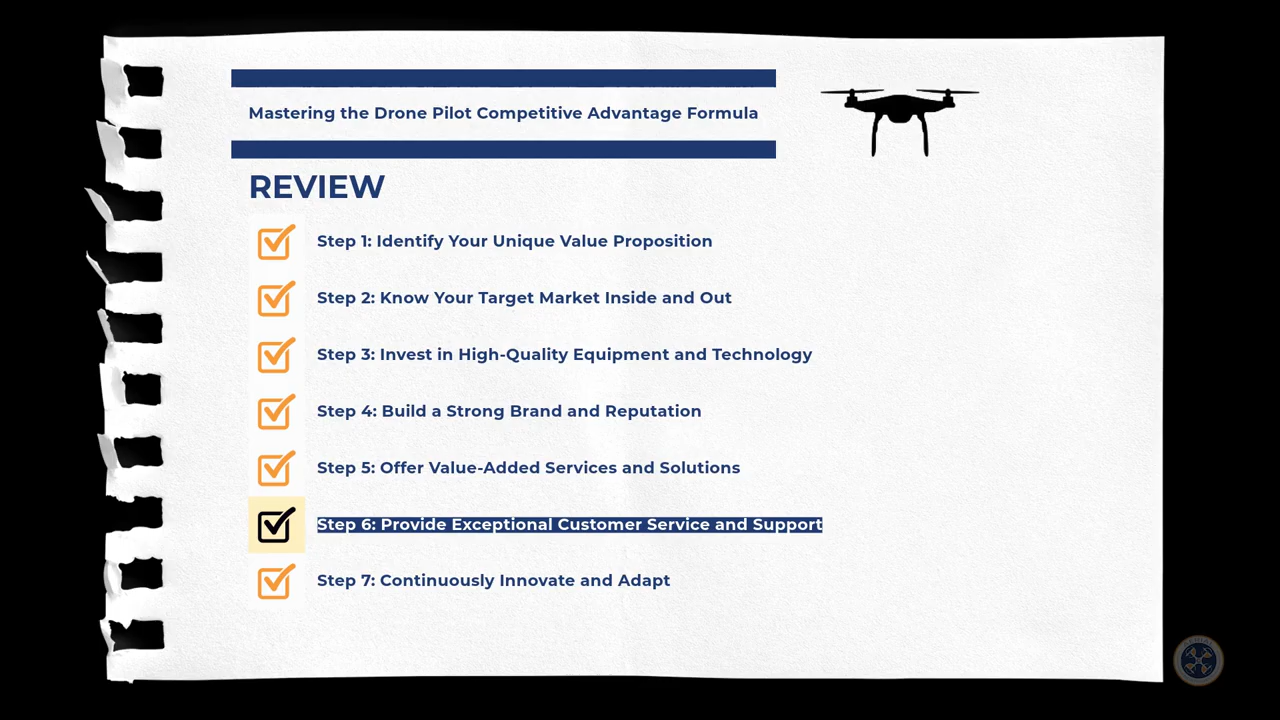 Mastering the Drone Pilot Competitive Advantage Formula
REVIEW
Step 1: Identify Your Unique Value Proposition
Step 2: Know Your Target Market Inside and Out
Step 3: Invest in High-Quality Equipment and Technology
Step 4: Build a Strong Brand and Reputation
Step 5: Offer Value-Added Services and Solutions
Step 6: Provide Exceptional Customer Service and Support
Step 7: Continuously Innovate and Adapt